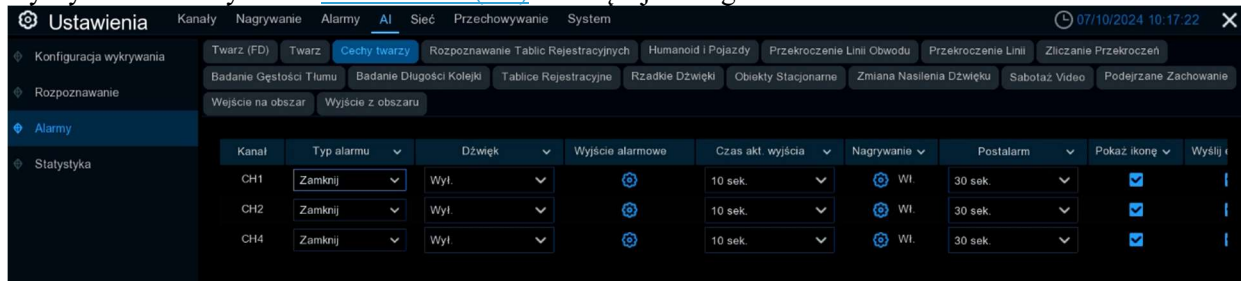 Ustawienia Kanały Nagrywanie Alarmy AI Sieć Przechowywanie System 07/10/2024 10:17:22
Konfiguracja wykrywania
Rozpoznawanie
Alarmy
Statystyka
Twarz (FD) Twarz Cechy twarzy Rozpoznawanie Tablic Rejestracyjnych Humanoid i Pojazdy Przekroczenie Linii Obwodu Przekroczenie Linii Zliczanie Przekroczeń
Badanie Gęstości Tłumu Badanie Długości Kolejki Tablice Rejestracyjne Rzadkie Dźwięki Obiekty Stacjonarne Zmiana Nasilenia Dźwięku Sabotaż Video Podejrzane Zachowanie
Wejście na obszar Wyjście z obszaru
Kanał Typ alarmu Dźwięk Wyjście alarmowe Czas akt. wyjścia Nagrywanie Postalarm Pokaż ikonę Wyślij
CH1 Zamknij Wył. 10 sek. Wł. 30 sek.
CH2 Zamknij Wył. 10 sek. Wł. 30 sek.
CH4 Zamknij Wył. 10 sek. Wł. 30 sek.